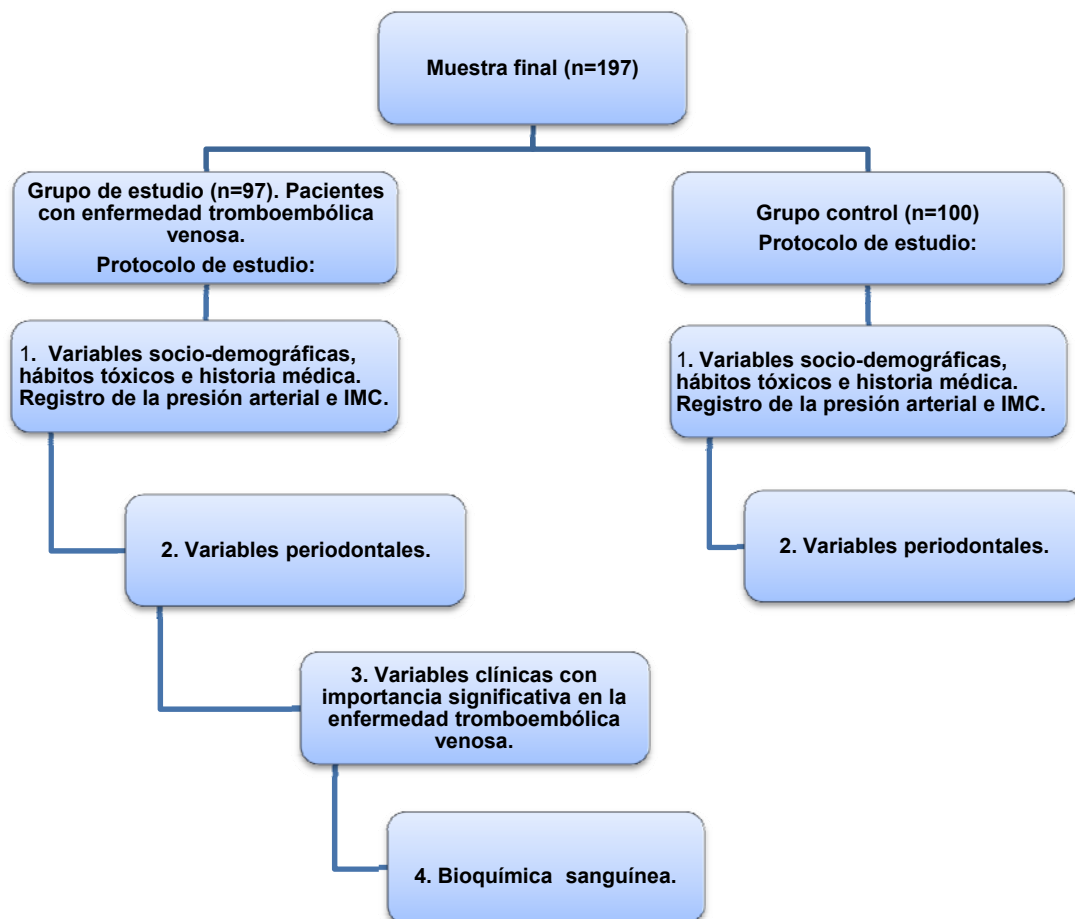 Muestra final (n=197)
Grupo de estudio (n=97). Pacientes
con enfermedad tromboembólica
venosa.
Protocolo de estudio:
Grupo control (n=100)
Protocolo de estudio:
1. Variables socio-demográficas,
hábitos tóxicos e historia médica.
Registro de la presión arterial e IMC.
1. Variables socio-demográficas,
hábitos tóxicos e historia médica.
Registro de la presión arterial e IMC.
2. Variables periodontales.
2. Variables periodontales.
3. Variables clínicas con
importancia significativa en la
enfermedad tromboembólica
venosa.
4. Bioquímica sanguínea.